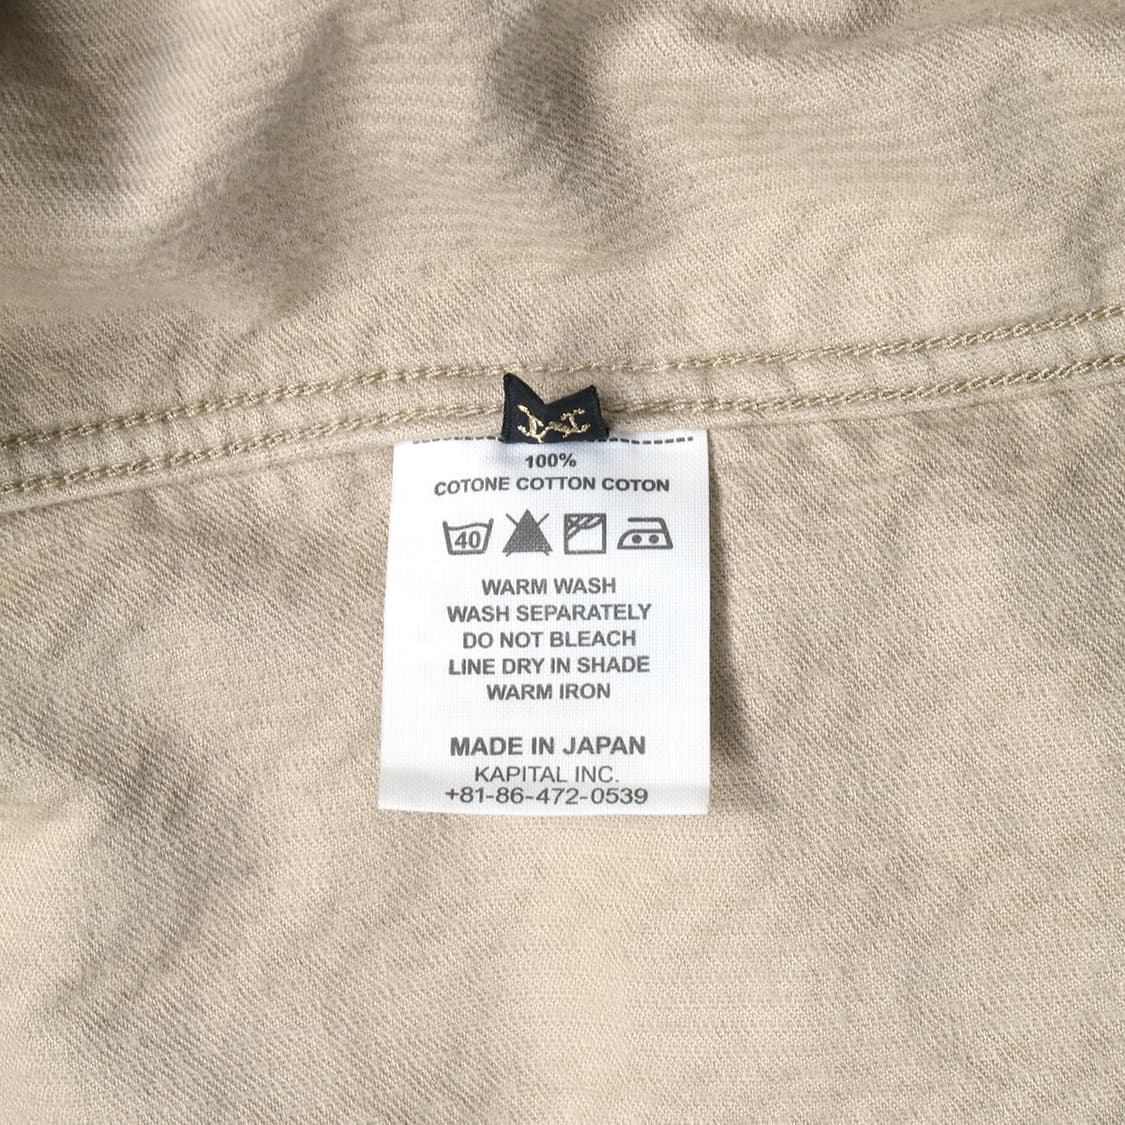 100%
COTONE COTTON COTON
40
WARM WASH
WASH SEPARATELY
DO NOT BLEACH
LINE DRY IN SHADE
WARM IRON
MADE IN JAPAN
KAPITAL INC.
+81-86-472-0539